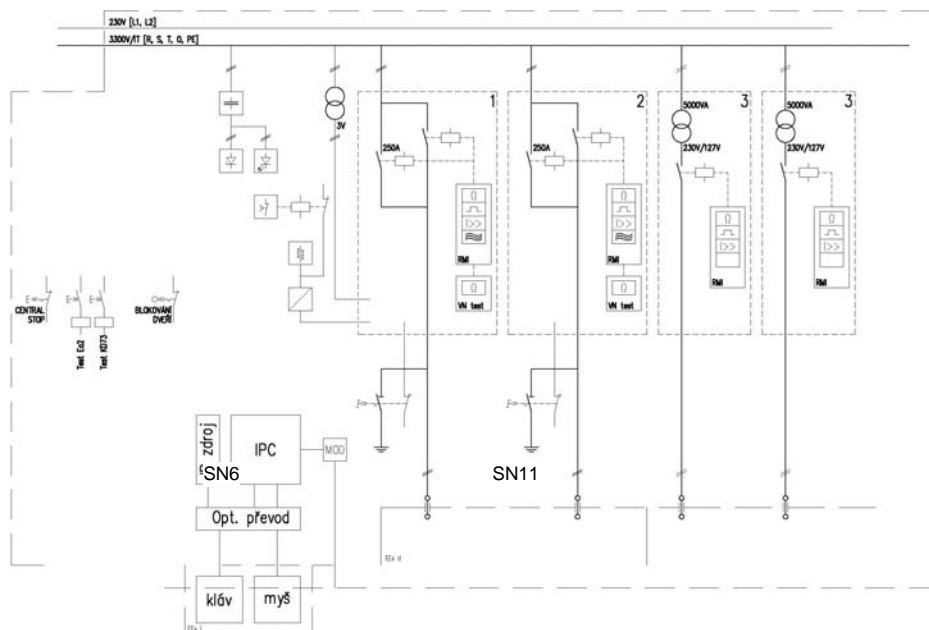 230V [L1, L2]
3300V/IT [R, S, T, O, PE]
3V
1
250A
RMI
VN test
2
250A
RMI
VN test
3
5000VA
230V/127V
RMI
3
5000VA
230V/127V
RMI
CENTRAL
STOP
Test Ex2
Test KD73
BLOKOVÁNÍ
DVEŘÍ
zdroj
SN6
IPC
MOD
SN11
Opt. převod
kláv
myš